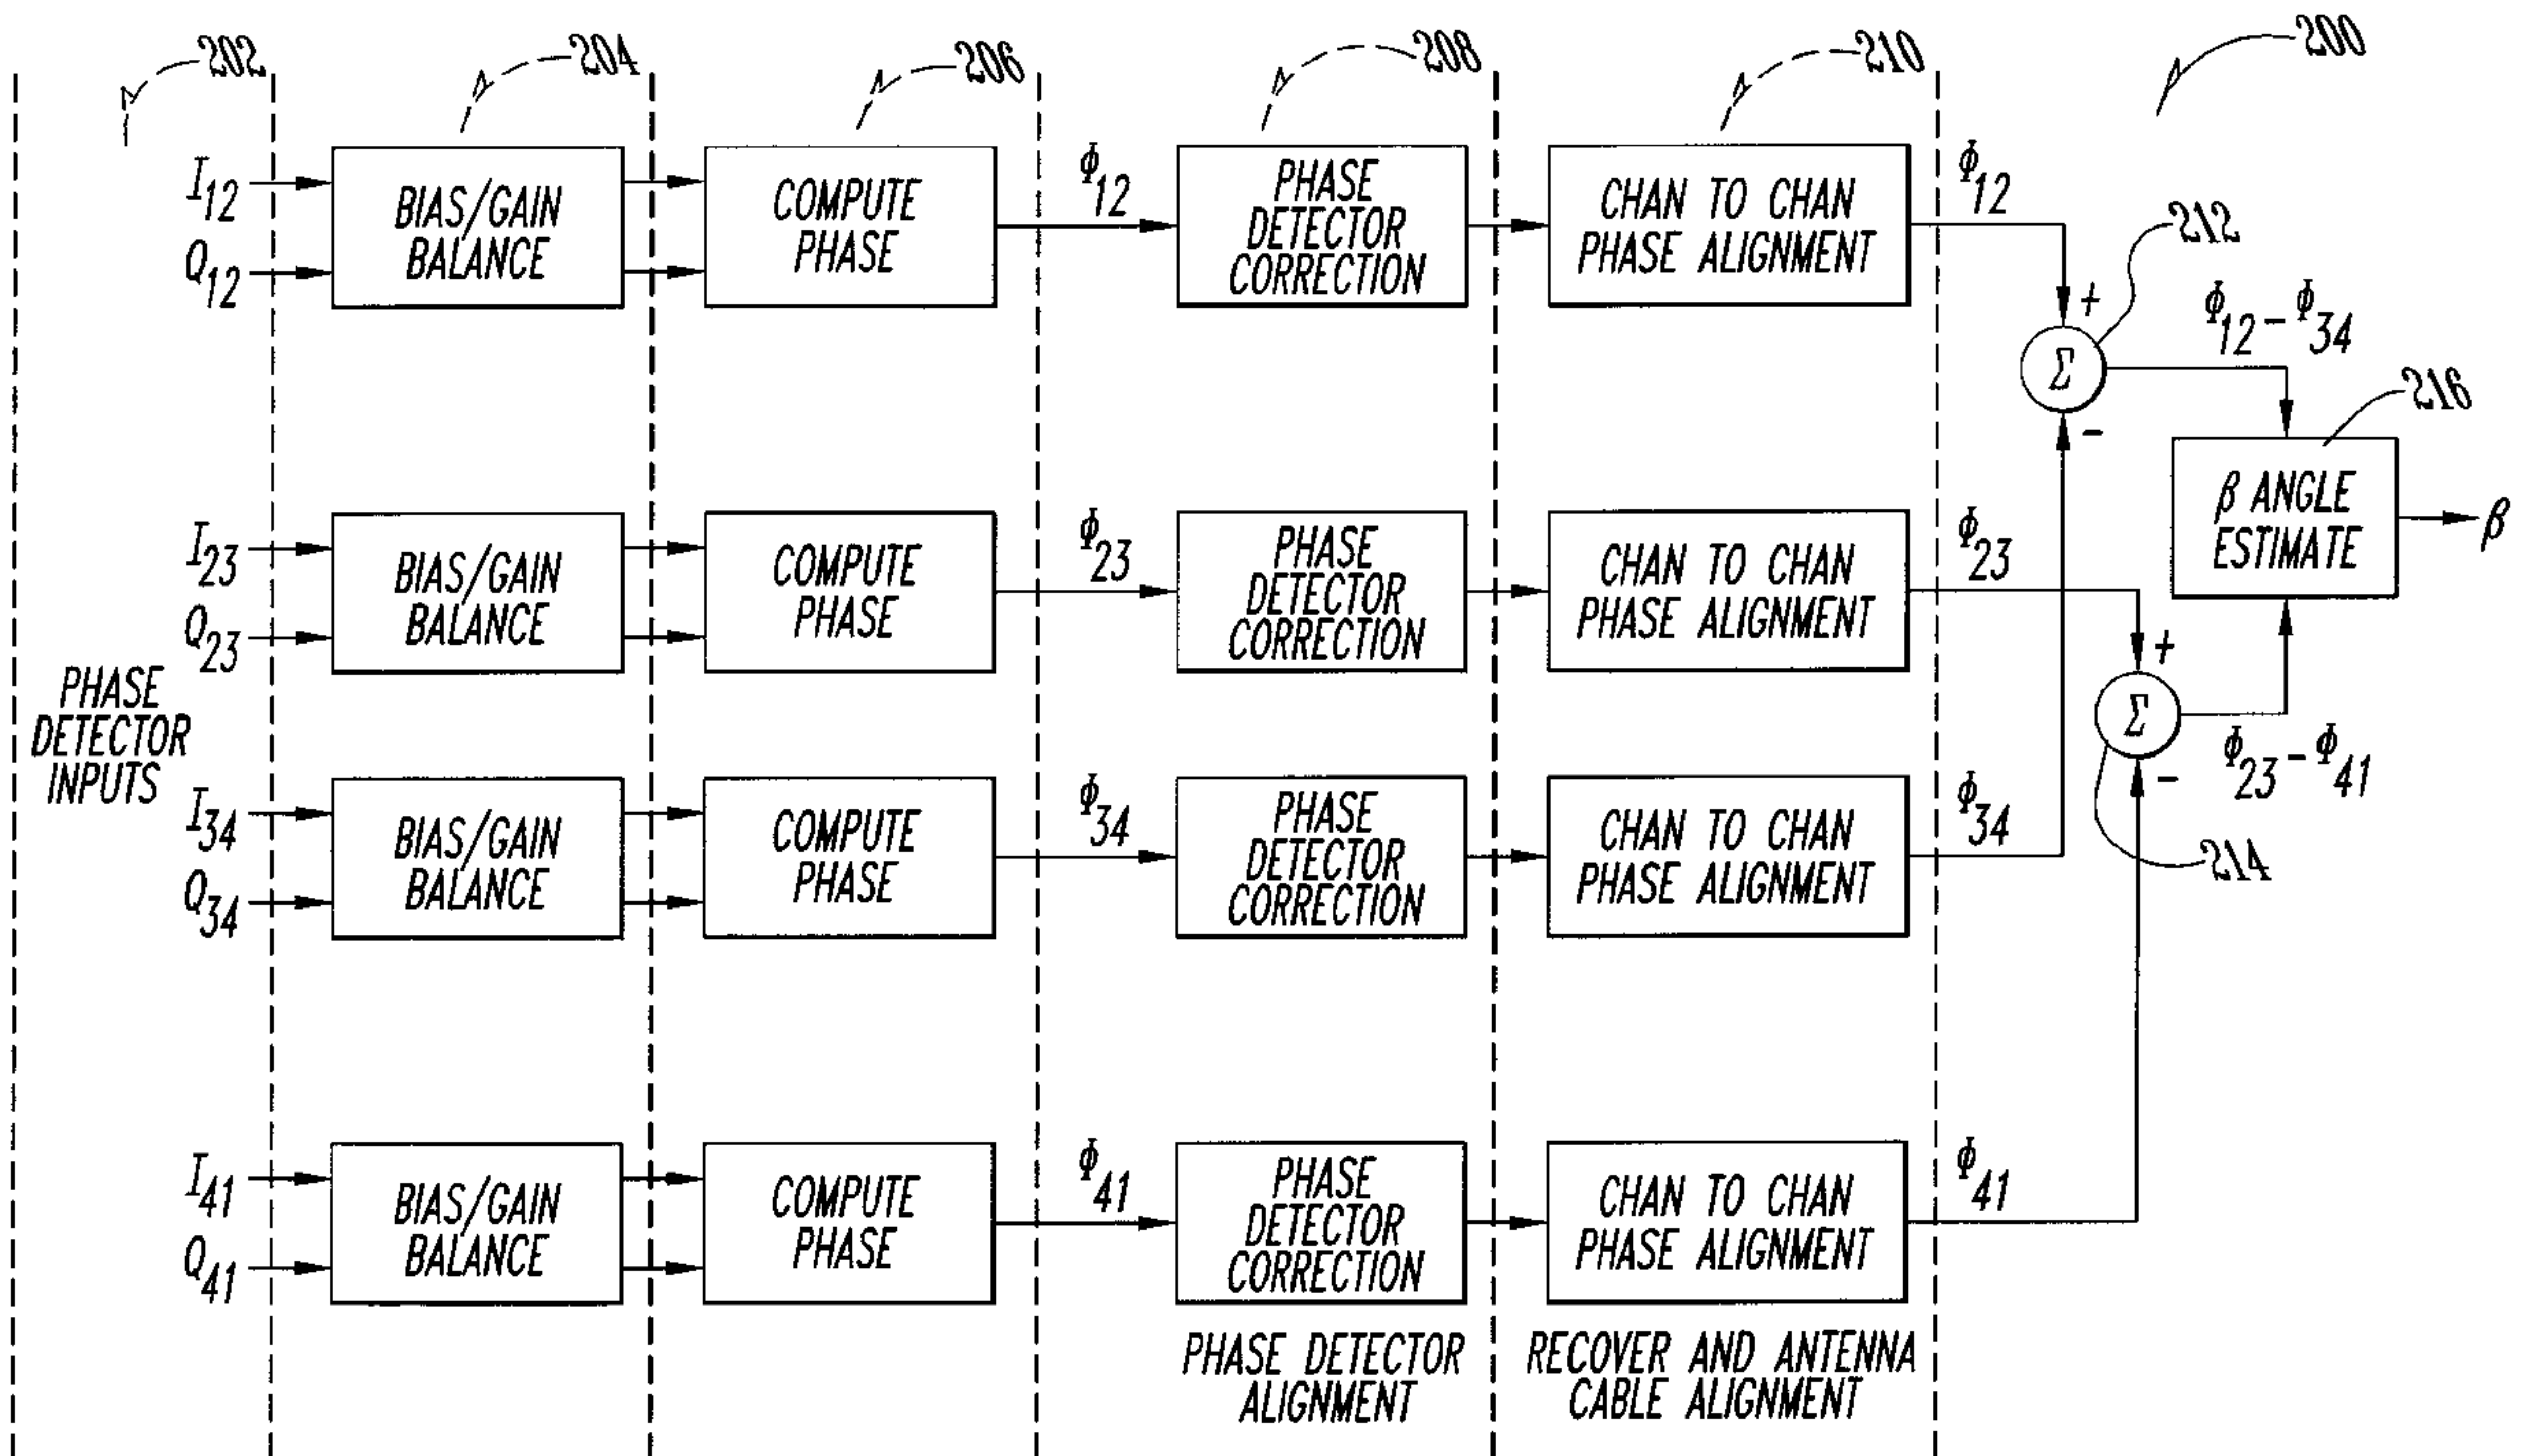 202
204
206
208
210
200
I12
Q12
BIAS/GAIN
BALANCE
COMPUTE
PHASE
Φ12
PHASE
DETECTOR
CORRECTION
CHAN TO CHAN
PHASE ALIGNMENT
Φ12
212
+
Σ
-
Φ12-Φ34
216
I23
Q23
BIAS/GAIN
BALANCE
COMPUTE
PHASE
Φ23
PHASE
DETECTOR
CORRECTION
CHAN TO CHAN
PHASE ALIGNMENT
Φ23
β ANGLE
ESTIMATE
β
+
Σ
-
Φ23-Φ41
214
PHASE
DETECTOR
INPUTS
I34
Q34
BIAS/GAIN
BALANCE
COMPUTE
PHASE
Φ34
PHASE
DETECTOR
CORRECTION
CHAN TO CHAN
PHASE ALIGNMENT
Φ34
I41
Q41
BIAS/GAIN
BALANCE
COMPUTE
PHASE
Φ41
PHASE
DETECTOR
CORRECTION
CHAN TO CHAN
PHASE ALIGNMENT
Φ41
PHASE DETECTOR
ALIGNMENT
RECOVER AND ANTENNA
CABLE ALIGNMENT